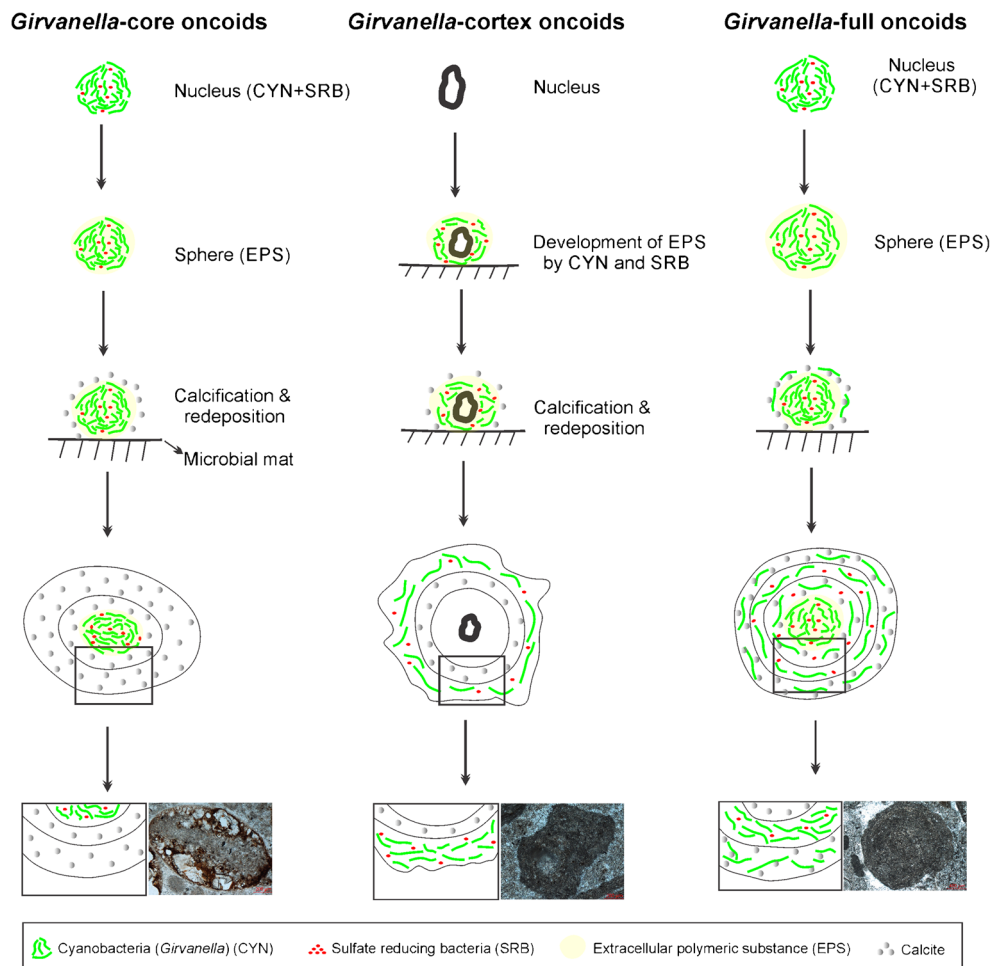 Girvanella-core oncoids
Nucleus (CYN+SRB)
Sphere (EPS)
Calcification &
redeposition
Microbial mat
Girvanella-cortex oncoids
Nucleus
Development of EPS
by CYN and SRB
Calcification &
redeposition
Girvanella-full oncoids
Nucleus
(CYN+SRB)
Sphere (EPS)
Cyanobacteria (Girvanella) (CYN)
Sulfate reducing bacteria (SRB)
Extracellular polymeric substance (EPS)
Calcite